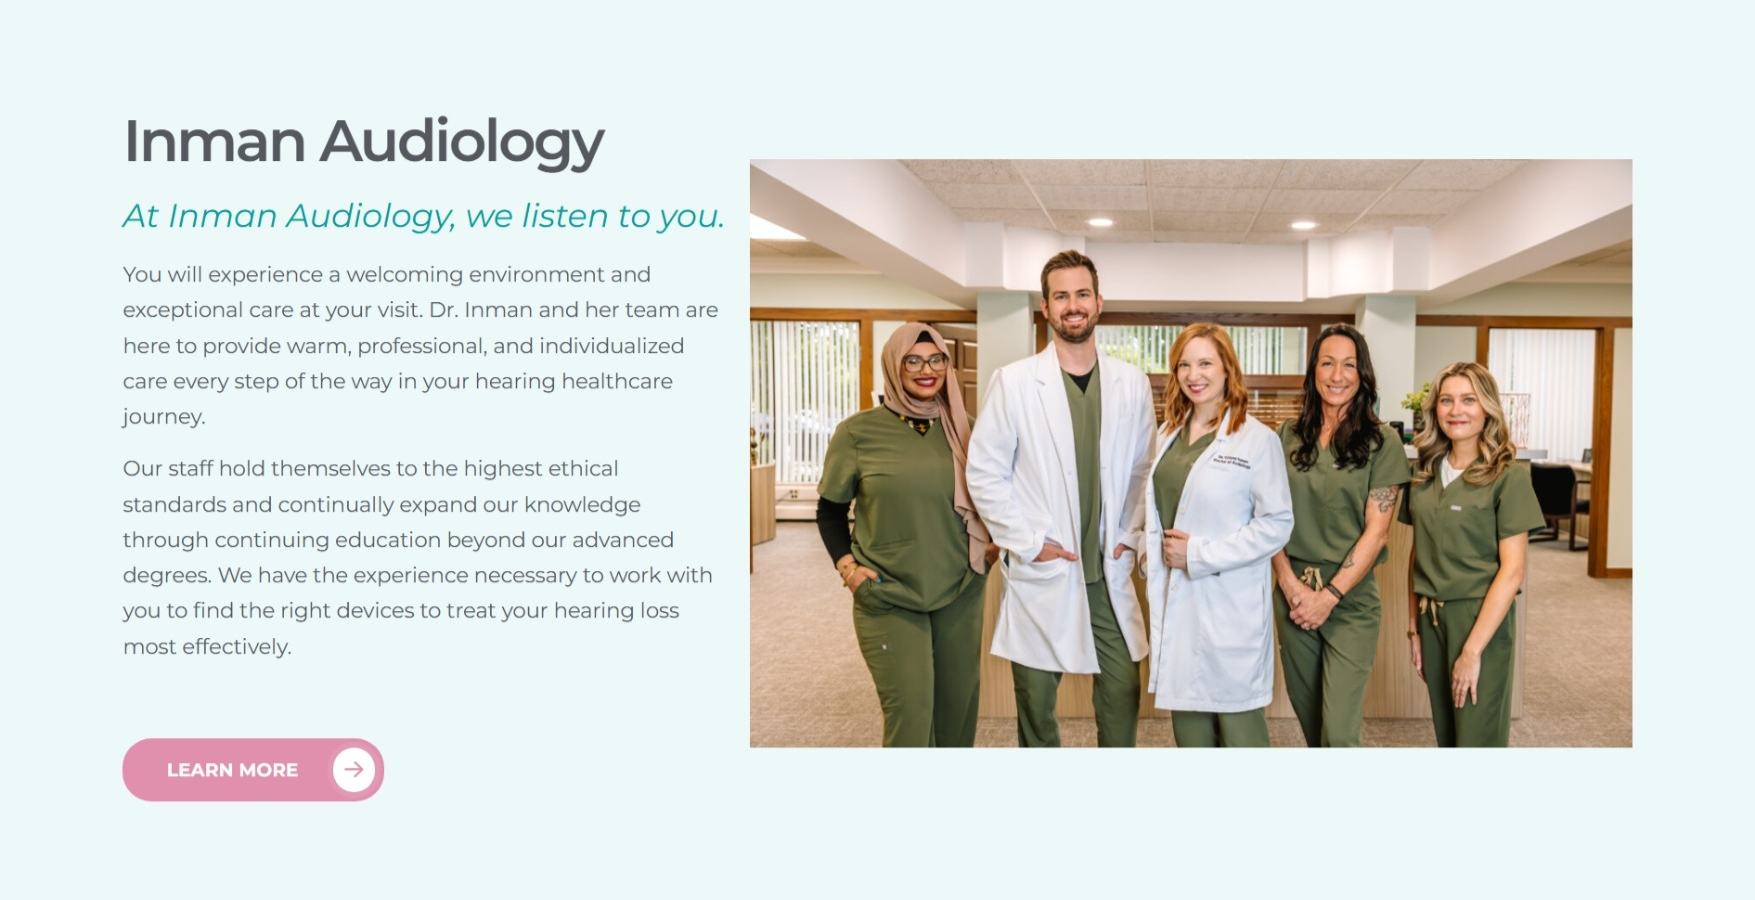 Inman Audiology
At Inman Audiology, we listen to you.
You will experience a welcoming environment and
exceptional care at your visit. Dr. Inman and her team are
here to provide warm, professional, and individualized
care every step of the way in your hearing healthcare
journey.
Our staff hold themselves to the highest ethical
standards and continually expand our knowledge
through continuing education beyond our advanced
degrees. We have the experience necessary to work with
you to find the right devices to treat your hearing loss
most effectively.
LEARN MORE